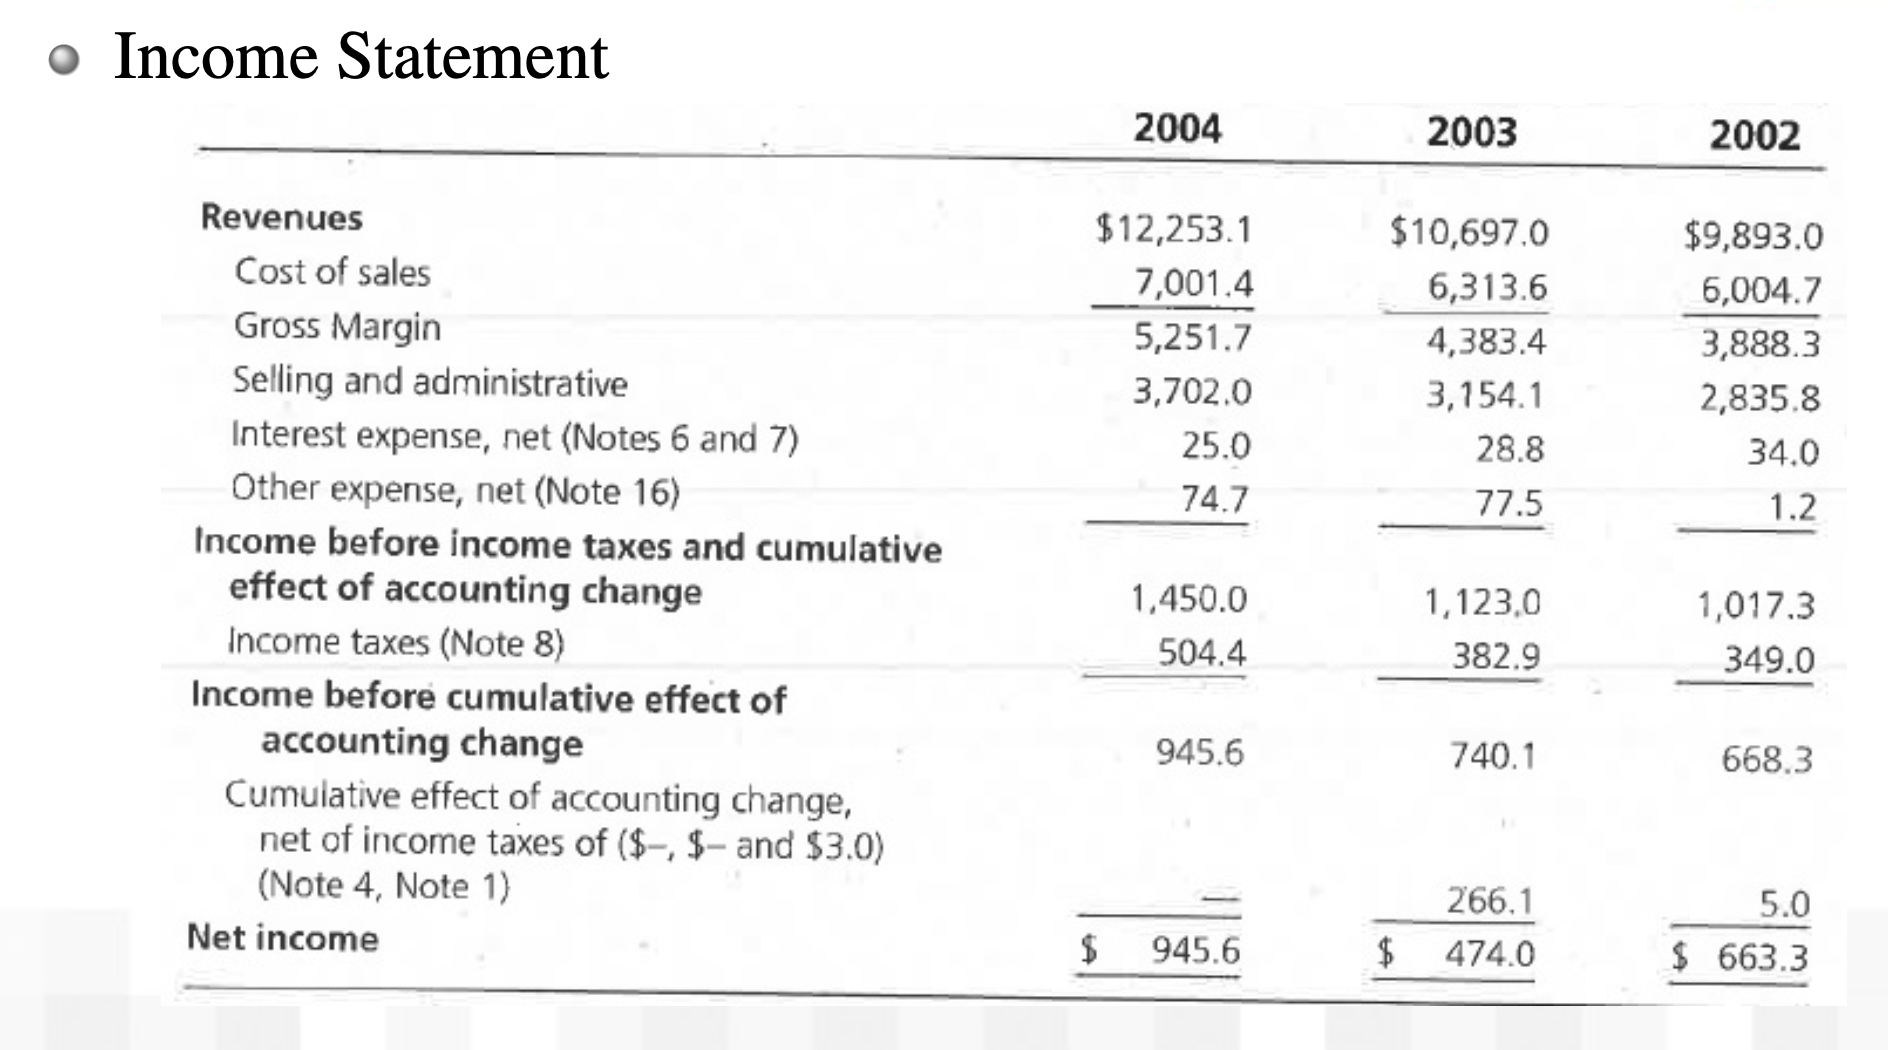 Income Statement
2004 2003 2002
Revenues $12,253.1 $10,697.0 $9,893.0
Cost of sales 7,001.4 6,313.6 6,004.7
Gross Margin 5,251.7 4,383.4 3,888.3
Selling and administrative 3,702.0 3,154.1 2,835.8
Interest expense, net (Notes 6 and 7) 25.0 28.8 34.0
Other expense, net (Note 16) 74.7 77.5 1.2
Income before income taxes and cumulative
effect of accounting change 1,450.0 1,123.0 1,017.3
Income taxes (Note 8) 504.4 382.9 349.0
Income before cumulative effect of
accounting change 945.6 740.1 668.3
Cumulative effect of accounting change,
net of income taxes of ($–, $– and $3.0)
(Note 4, Note 1) — 266.1 5.0
Net income $ 945.6 $ 474.0 $ 663.3